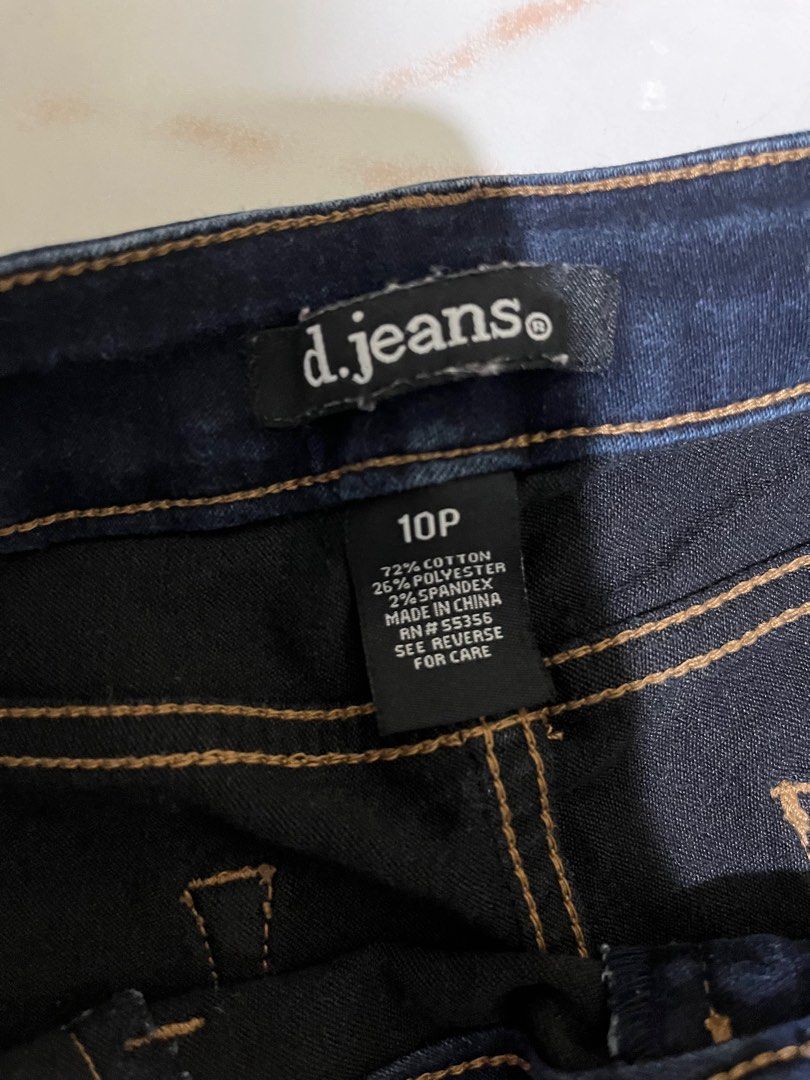 d.jeans®
10P
72% COTTON
26% POLYESTER
2% SPANDEX
MADE IN CHINA
RN# 55356
SEE REVERSE
FOR CARE